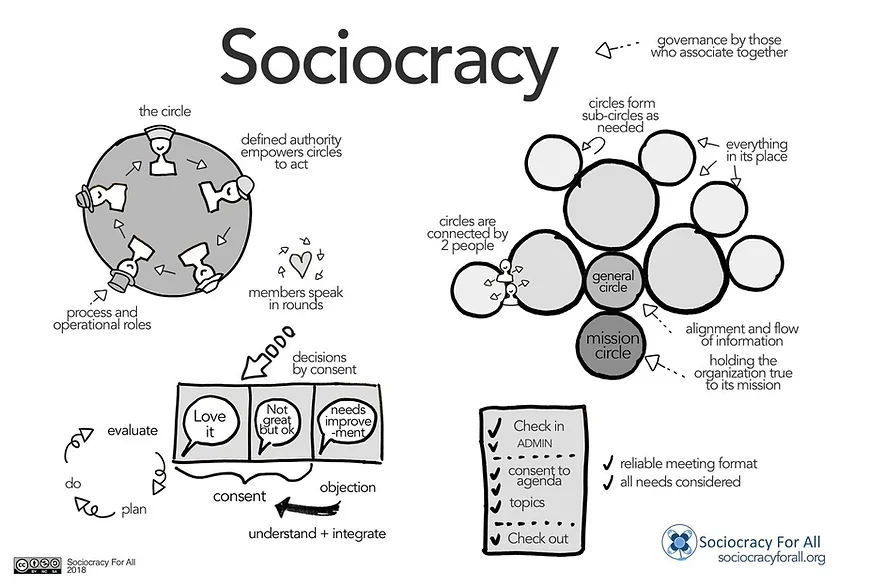 Sociocracy
governance by those
who associate together
the circle
defined authority
empowers circles
to act
process and
operational roles
members speak
in rounds
circles form
sub-circles as
needed
everything
in its place
circles are
connected by
2 people
general
circle
mission
circle
alignment and flow
of information
holding the
organization true
to its mission
decisions
by consent
Love
it
Not
great
but ok
needs
improve
-ment
consent
objection
understand + integrate
evaluate
do
plan
Check in
ADMIN
consent to
agenda
topics
Check out
reliable meeting format
all needs considered
cc BY NC SA
Sociocracy For All
2018
Sociocracy For All
sociocracyforall.org